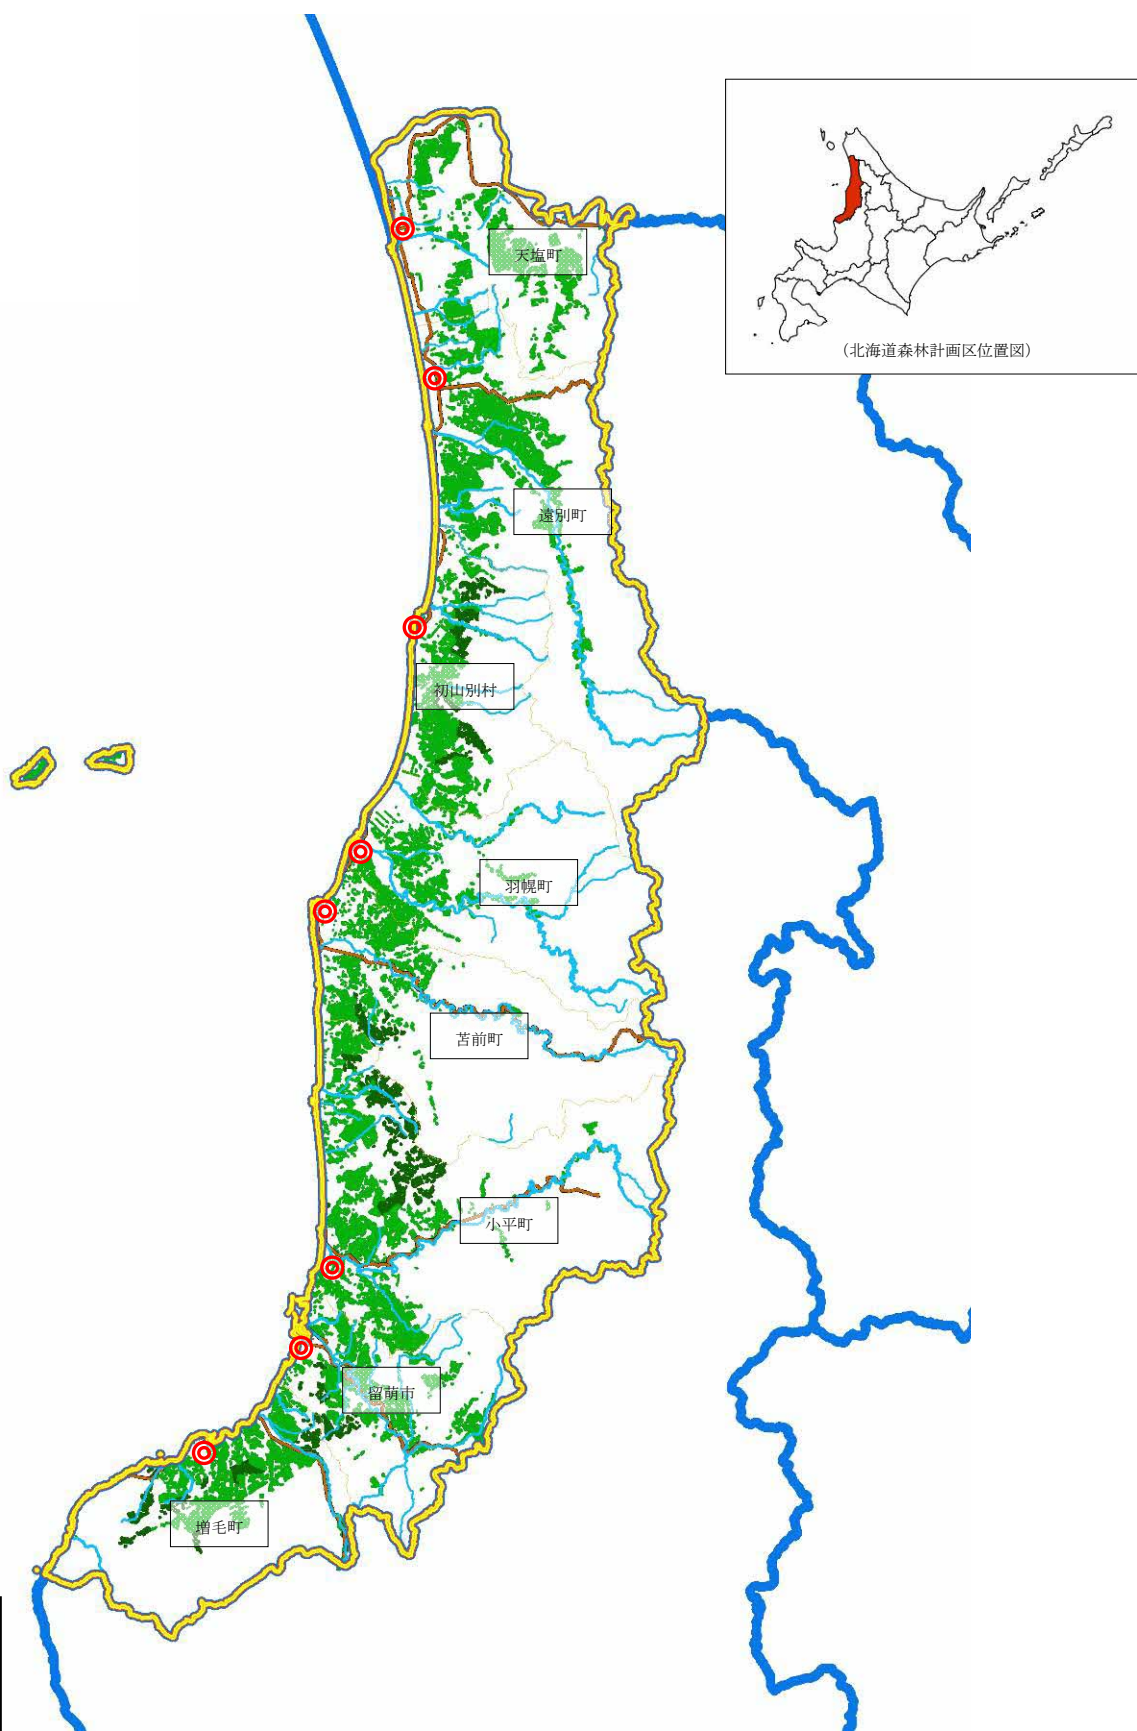 天塩町
(北海道森林計画区位置図)
遠別町
初山別村
羽幌町
苫前町
小平町
留萌市
増毛町